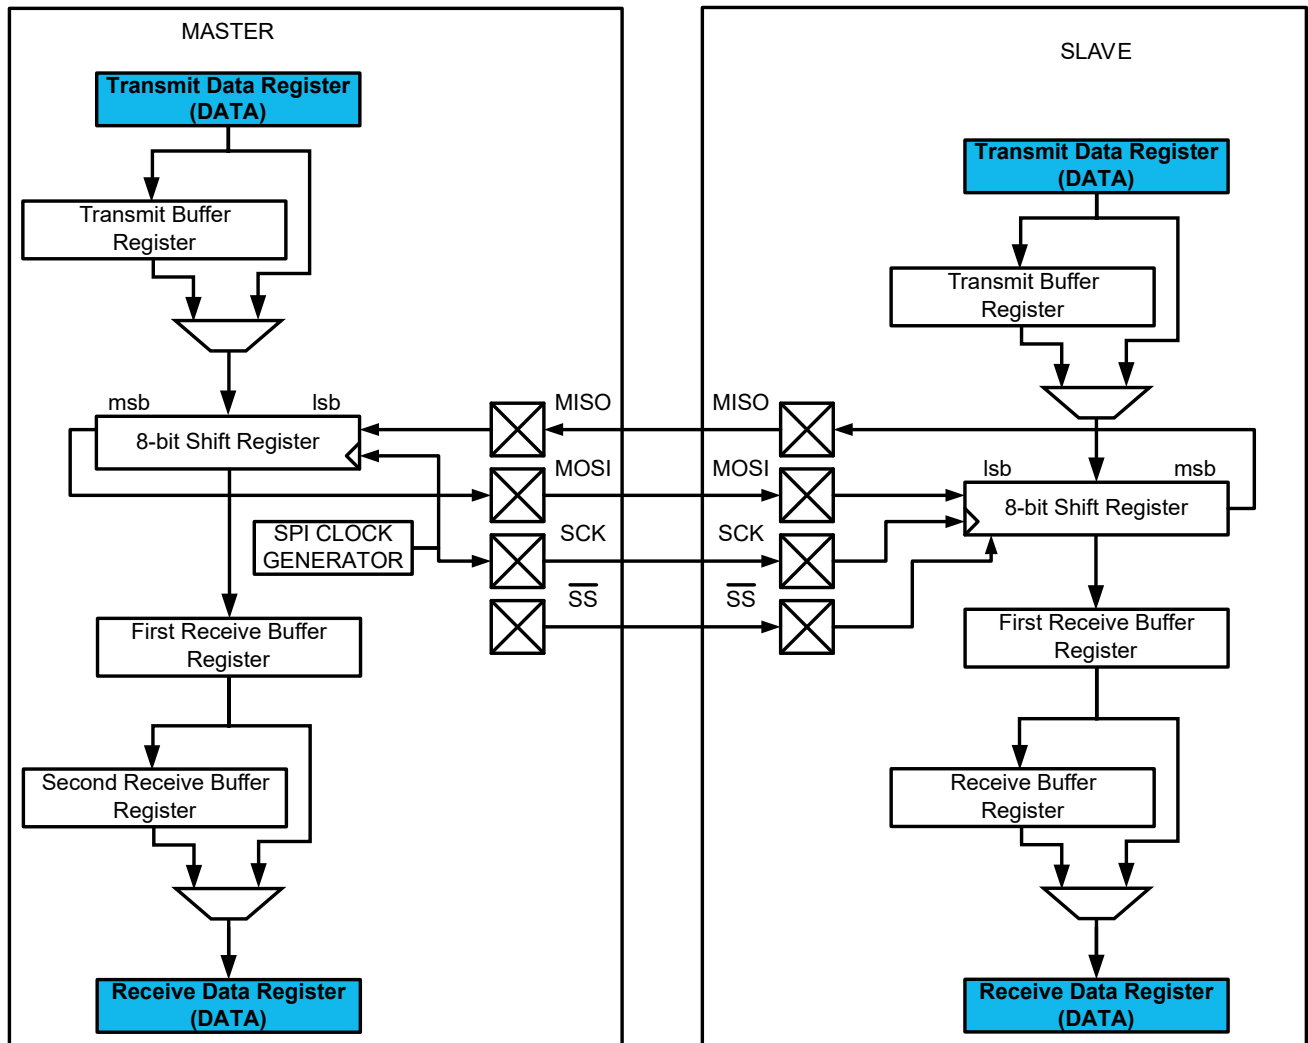 MASTER
Transmit Data Register
(DATA)
Transmit Buffer
Register
msb
lsb
8-bit Shift Register
SPI CLOCK
GENERATOR
First Receive Buffer
Register
Second Receive Buffer
Register
Receive Data Register
(DATA)
MISO
MOSI
SCK
SS
MISO
MOSI
SCK
SS
SLAVE
Transmit Data Register
(DATA)
Transmit Buffer
Register
lsb
msb
8-bit Shift Register
First Receive Buffer
Register
Receive Buffer
Register
Receive Data Register
(DATA)